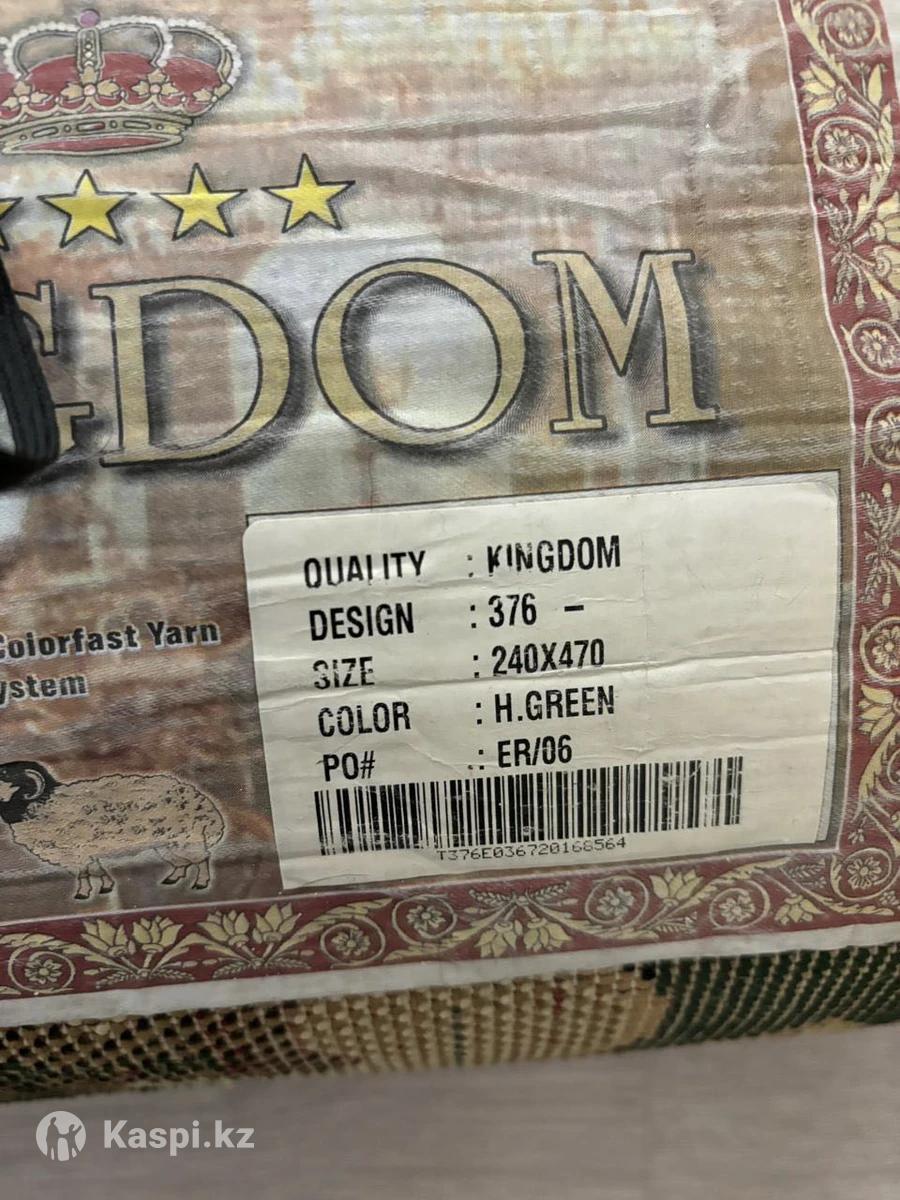 GDOM
Colorfast Yarn
ystem
QUALITY : KINGDOM
DESIGN : 376 –
SIZE : 240X470
COLOR : H.GREEN
PO# : ER/06
T376E036720168564
Kaspi.kz